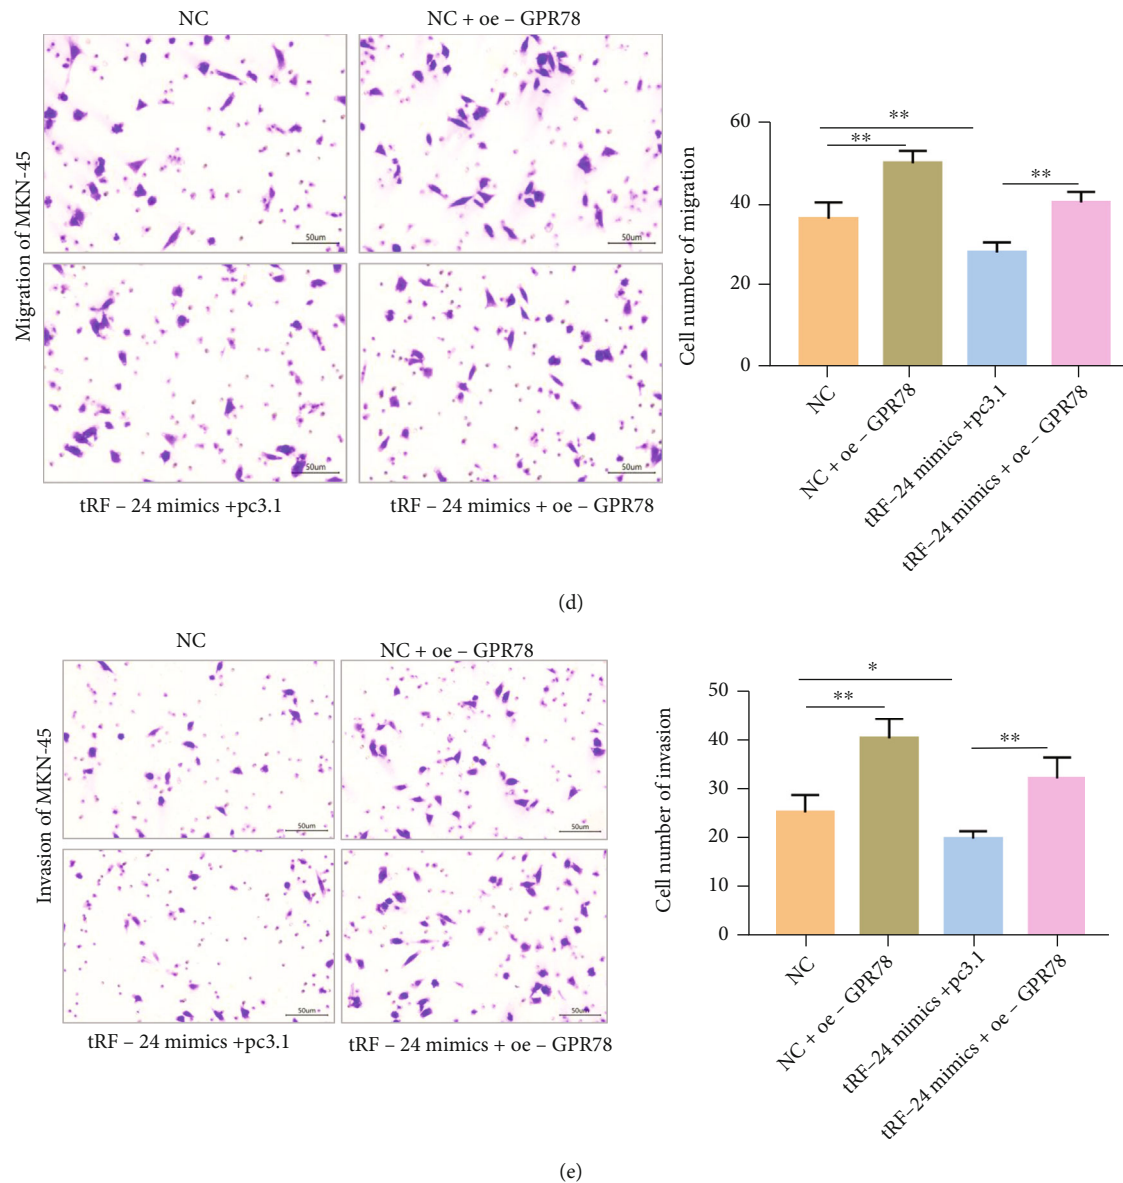 NC
NC + oe – GPR78
Migration of MKN-45
50um
50um
50um
50um
tRF – 24 mimics +pc3.1
tRF – 24 mimics + oe – GPR78
Cell number of migration
60
40
20
0
**
**
**
NC
NC + oe – GPR78
tRF–24 mimics +pc3.1
tRF–24 mimics + oe – GPR78
(d)
NC
NC + oe – GPR78
Invasion of MKN-45
50um
50um
50um
50um
tRF – 24 mimics +pc3.1
tRF – 24 mimics + oe – GPR78
Cell number of invasion
50
40
30
20
10
0
*
**
**
NC
NC + oe – GPR78
tRF–24 mimics +pc3.1
tRF–24 mimics + oe – GPR78
(e)